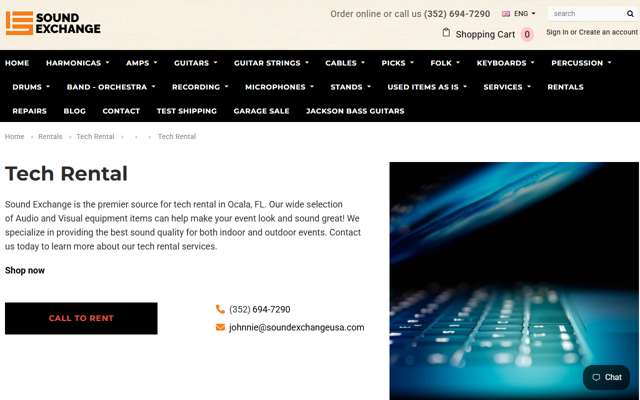 SOUND
EXCHANGE
Order online or call us (352) 694-7290
ENG
search
Shopping Cart 0
Sign In or Create an account
HOME HARMONICAS AMPS GUITARS GUITAR STRINGS CABLES PICKS FOLK KEYBOARDS PERCUSSION
DRUMS BAND - ORCHESTRA RECORDING MICROPHONES STANDS USED ITEMS AS IS SERVICES RENTALS
REPAIRS BLOG CONTACT TEST SHIPPING GARAGE SALE JACKSON BASS GUITARS
Home Rentals Tech Rental Tech Rental
Tech Rental
Sound Exchange is the premier source for tech rental in Ocala, FL. Our wide selection
of Audio and Visual equipment items can help make your event look and sound great! We
specialize in providing the best sound quality for both indoor and outdoor events. Contact
us today to learn more about our tech rental services.
Shop now
CALL TO RENT
(352) 694-7290
johnnie@soundexchangeusa.com
Chat